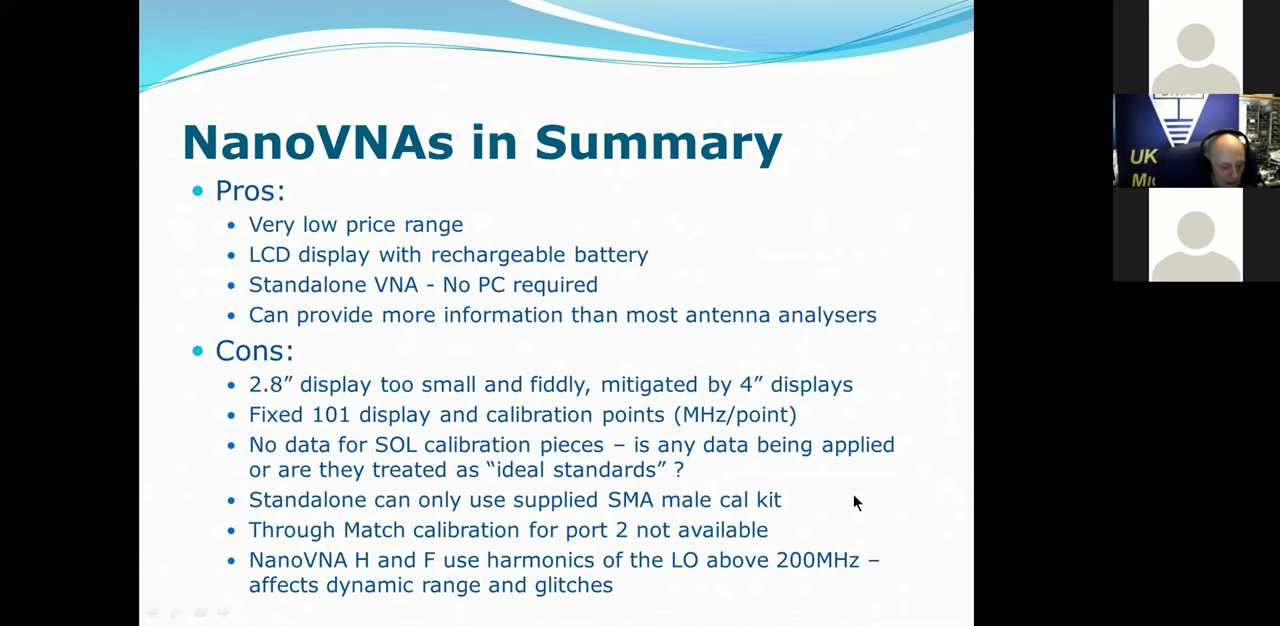 NanoVNAs in Summary
• Pros:
• Very low price range
• LCD display with rechargeable battery
• Standalone VNA - No PC required
• Can provide more information than most antenna analysers
• Cons:
• 2.8” display too small and fiddly, mitigated by 4” displays
• Fixed 101 display and calibration points (MHz/point)
• No data for SOL calibration pieces – is any data being applied
or are they treated as “ideal standards” ?
• Standalone can only use supplied SMA male cal kit
• Through Match calibration for port 2 not available
• NanoVNA H and F use harmonics of the LO above 200MHz –
affects dynamic range and glitches
UK